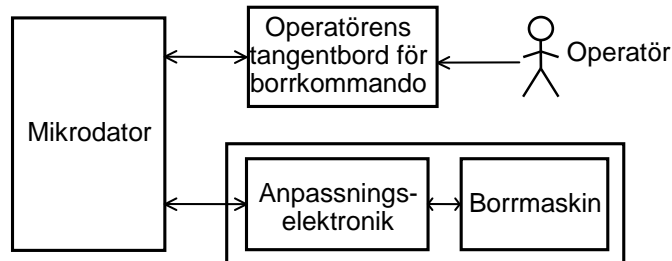 Operatörens
tangentbord för
borrkommando
Operatör
Mikrodator
Anpassnings-
elektronik
Borrmaskin